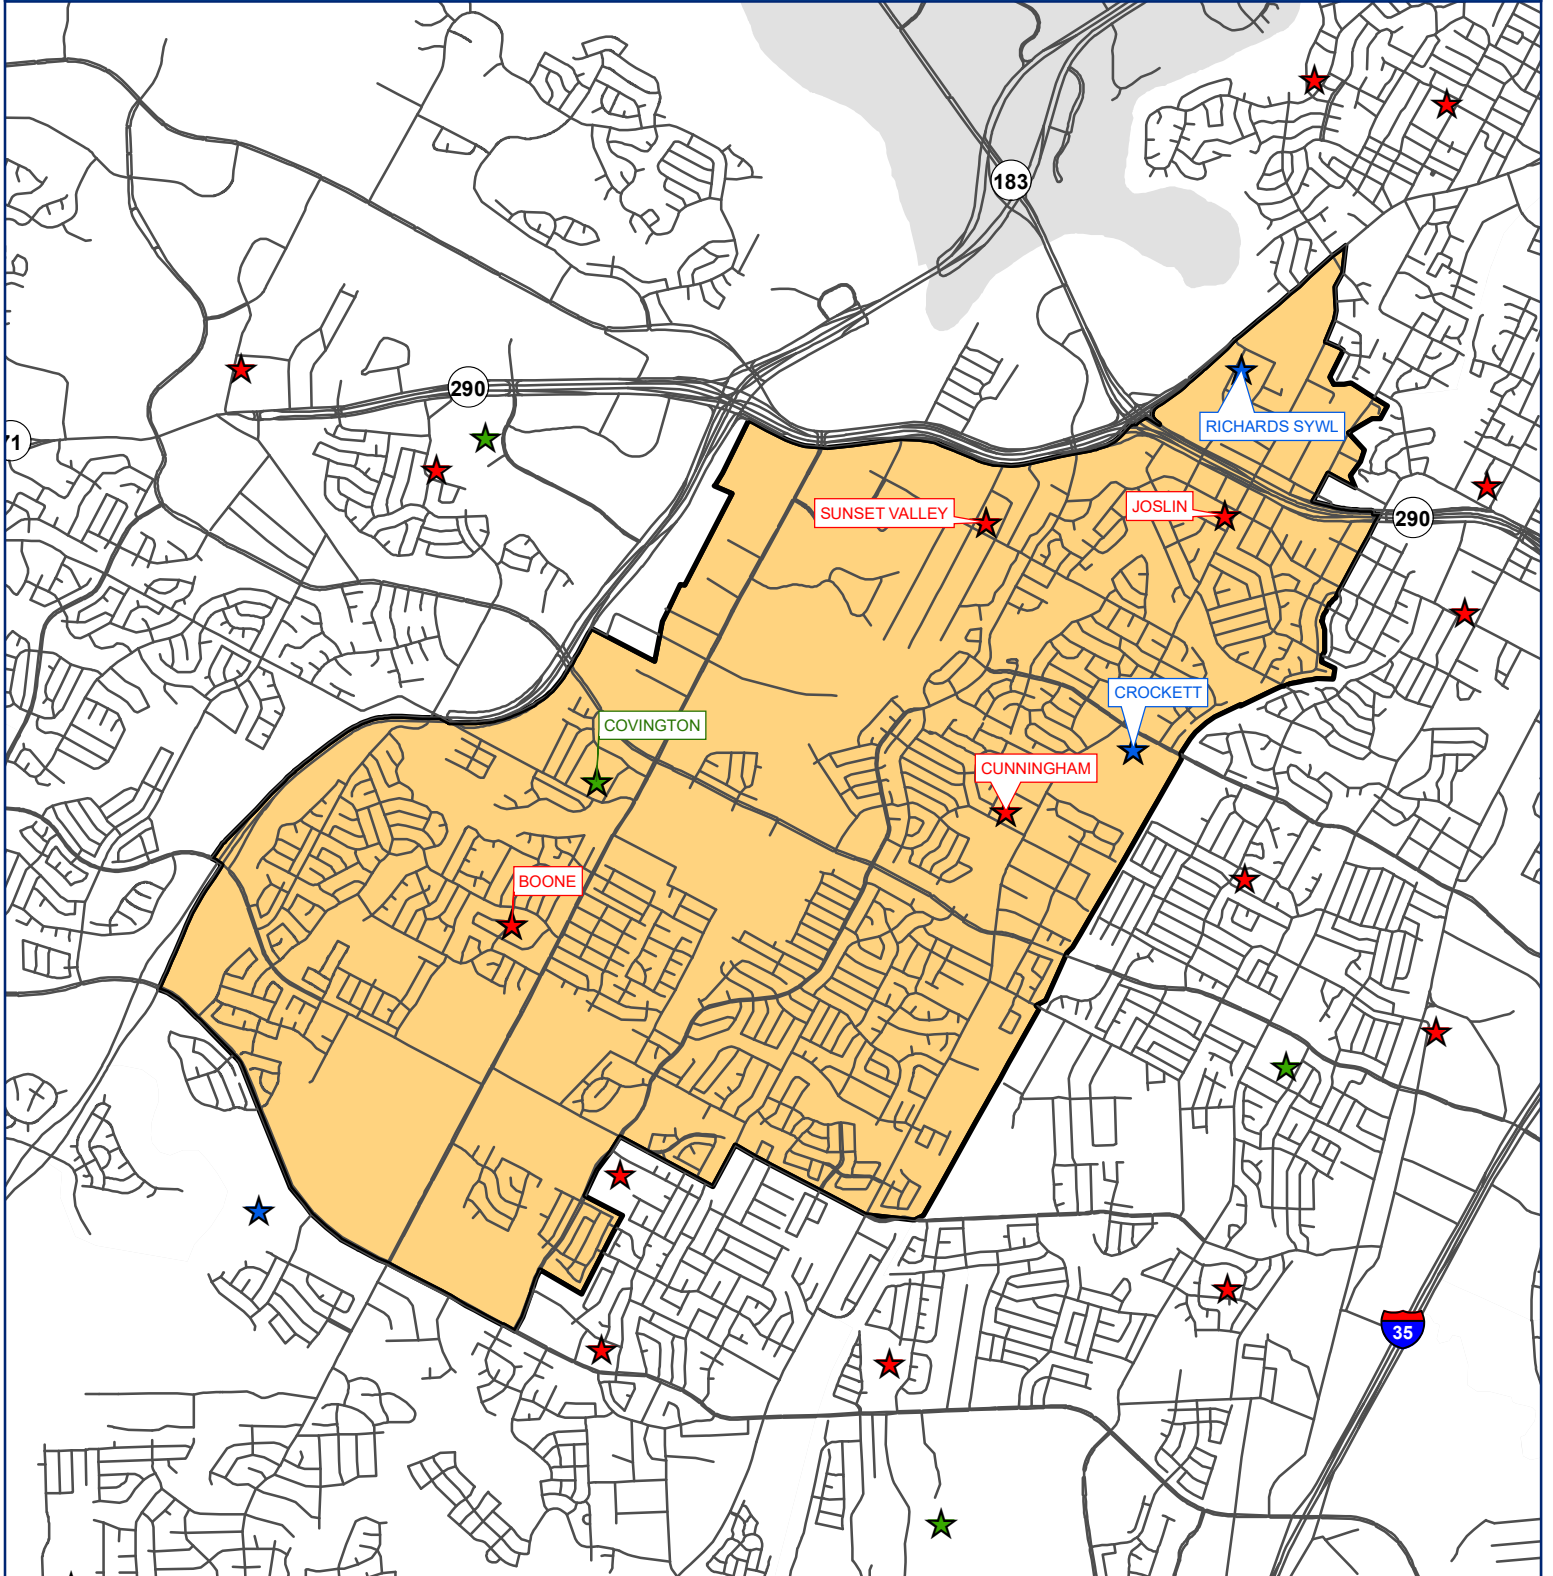 183
290
71
RICHARDS SYWL
SUNSET VALLEY
JOSLIN
290
CROCKETT
COVINGTON
CUNNINGHAM
BOONE
35